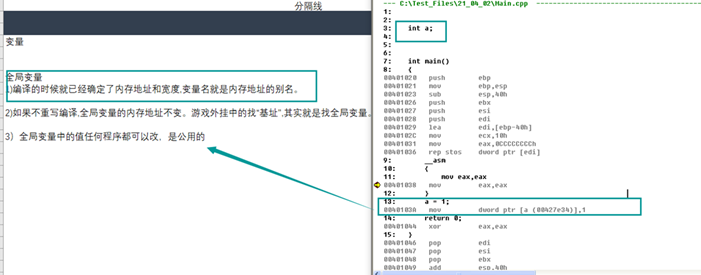 分隔线
变量
全局变量
1)编译的时候就已经确定了内存地址和宽度,变量名就是内存地址的别名。
2)如果不重写编译,全局变量的内存地址不变。游戏外挂中的找"基址",其实就是找全局变量。
3) 全局变量中的值任何程序都可以改，是公用的
--- C:\Test_Files\21_04_02\Main.cpp
1:
2:
3: int a;
4:
5:
6:
7: int main()
8: {
00401020 push ebp
00401021 mov ebp,esp
00401023 sub esp,40h
00401026 push ebx
00401027 push esi
00401028 push edi
00401029 lea edi,[ebp-40h]
0040102C mov ecx,10h
00401031 mov eax,0CCCCCCCCh
00401036 rep stos dword ptr [edi]
9: __asm
10: {
11: mov eax,eax
00401038 mov eax,eax
12: }
13: a = 1;
0040103A mov dword ptr [a (00427e34)],1
14: return 0;
00401044 xor eax,eax
15: }
00401046 pop edi
00401047 pop esi
00401048 pop ebx
00401049 add esp,40h